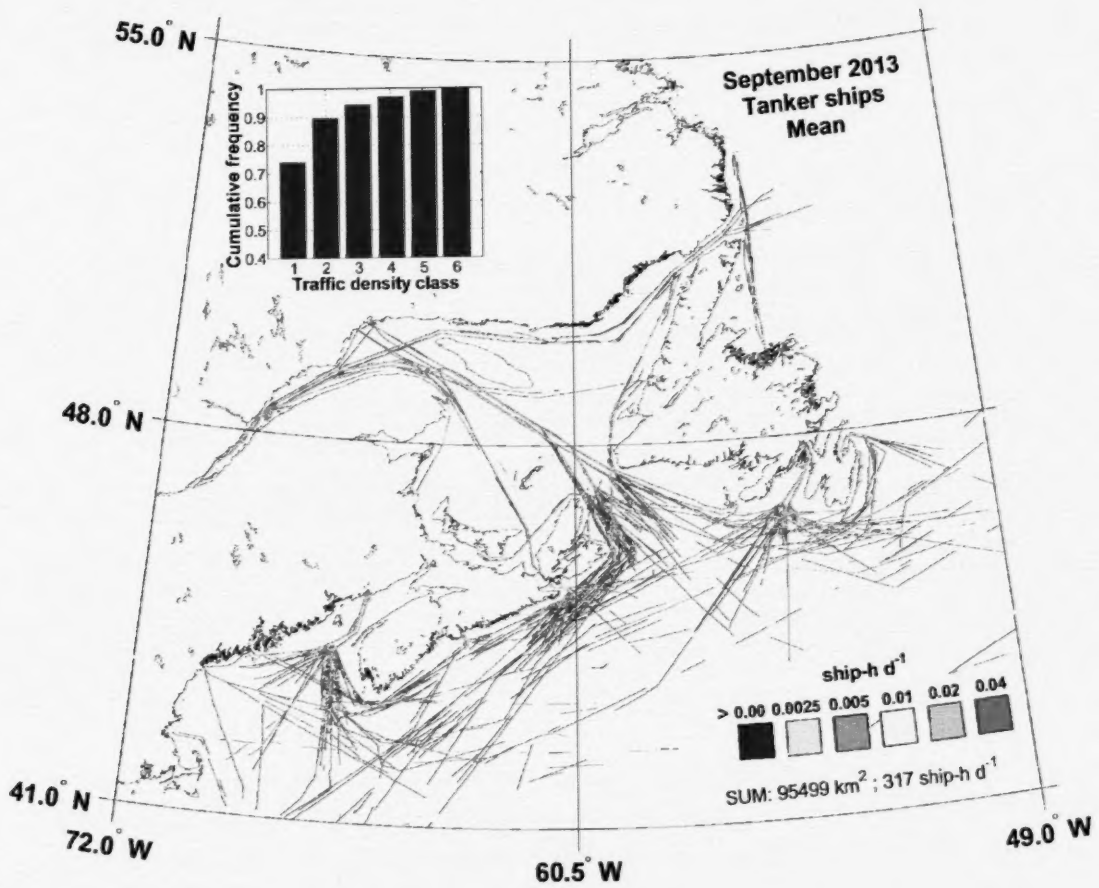 55.0° N
September 2013
Tanker ships
Mean
Cumulative frequency
1
0.9
0.8
0.7
0.6
0.5
0.4
1 2 3 4 5 6
Traffic density class
48.0° N
ship-h d⁻¹
> 0.00 0.0025 0.005 0.01 0.02 0.04
SUM: 95499 km² ; 317 ship-h d⁻¹
41.0° N
72.0° W
60.5° W
49.0° W